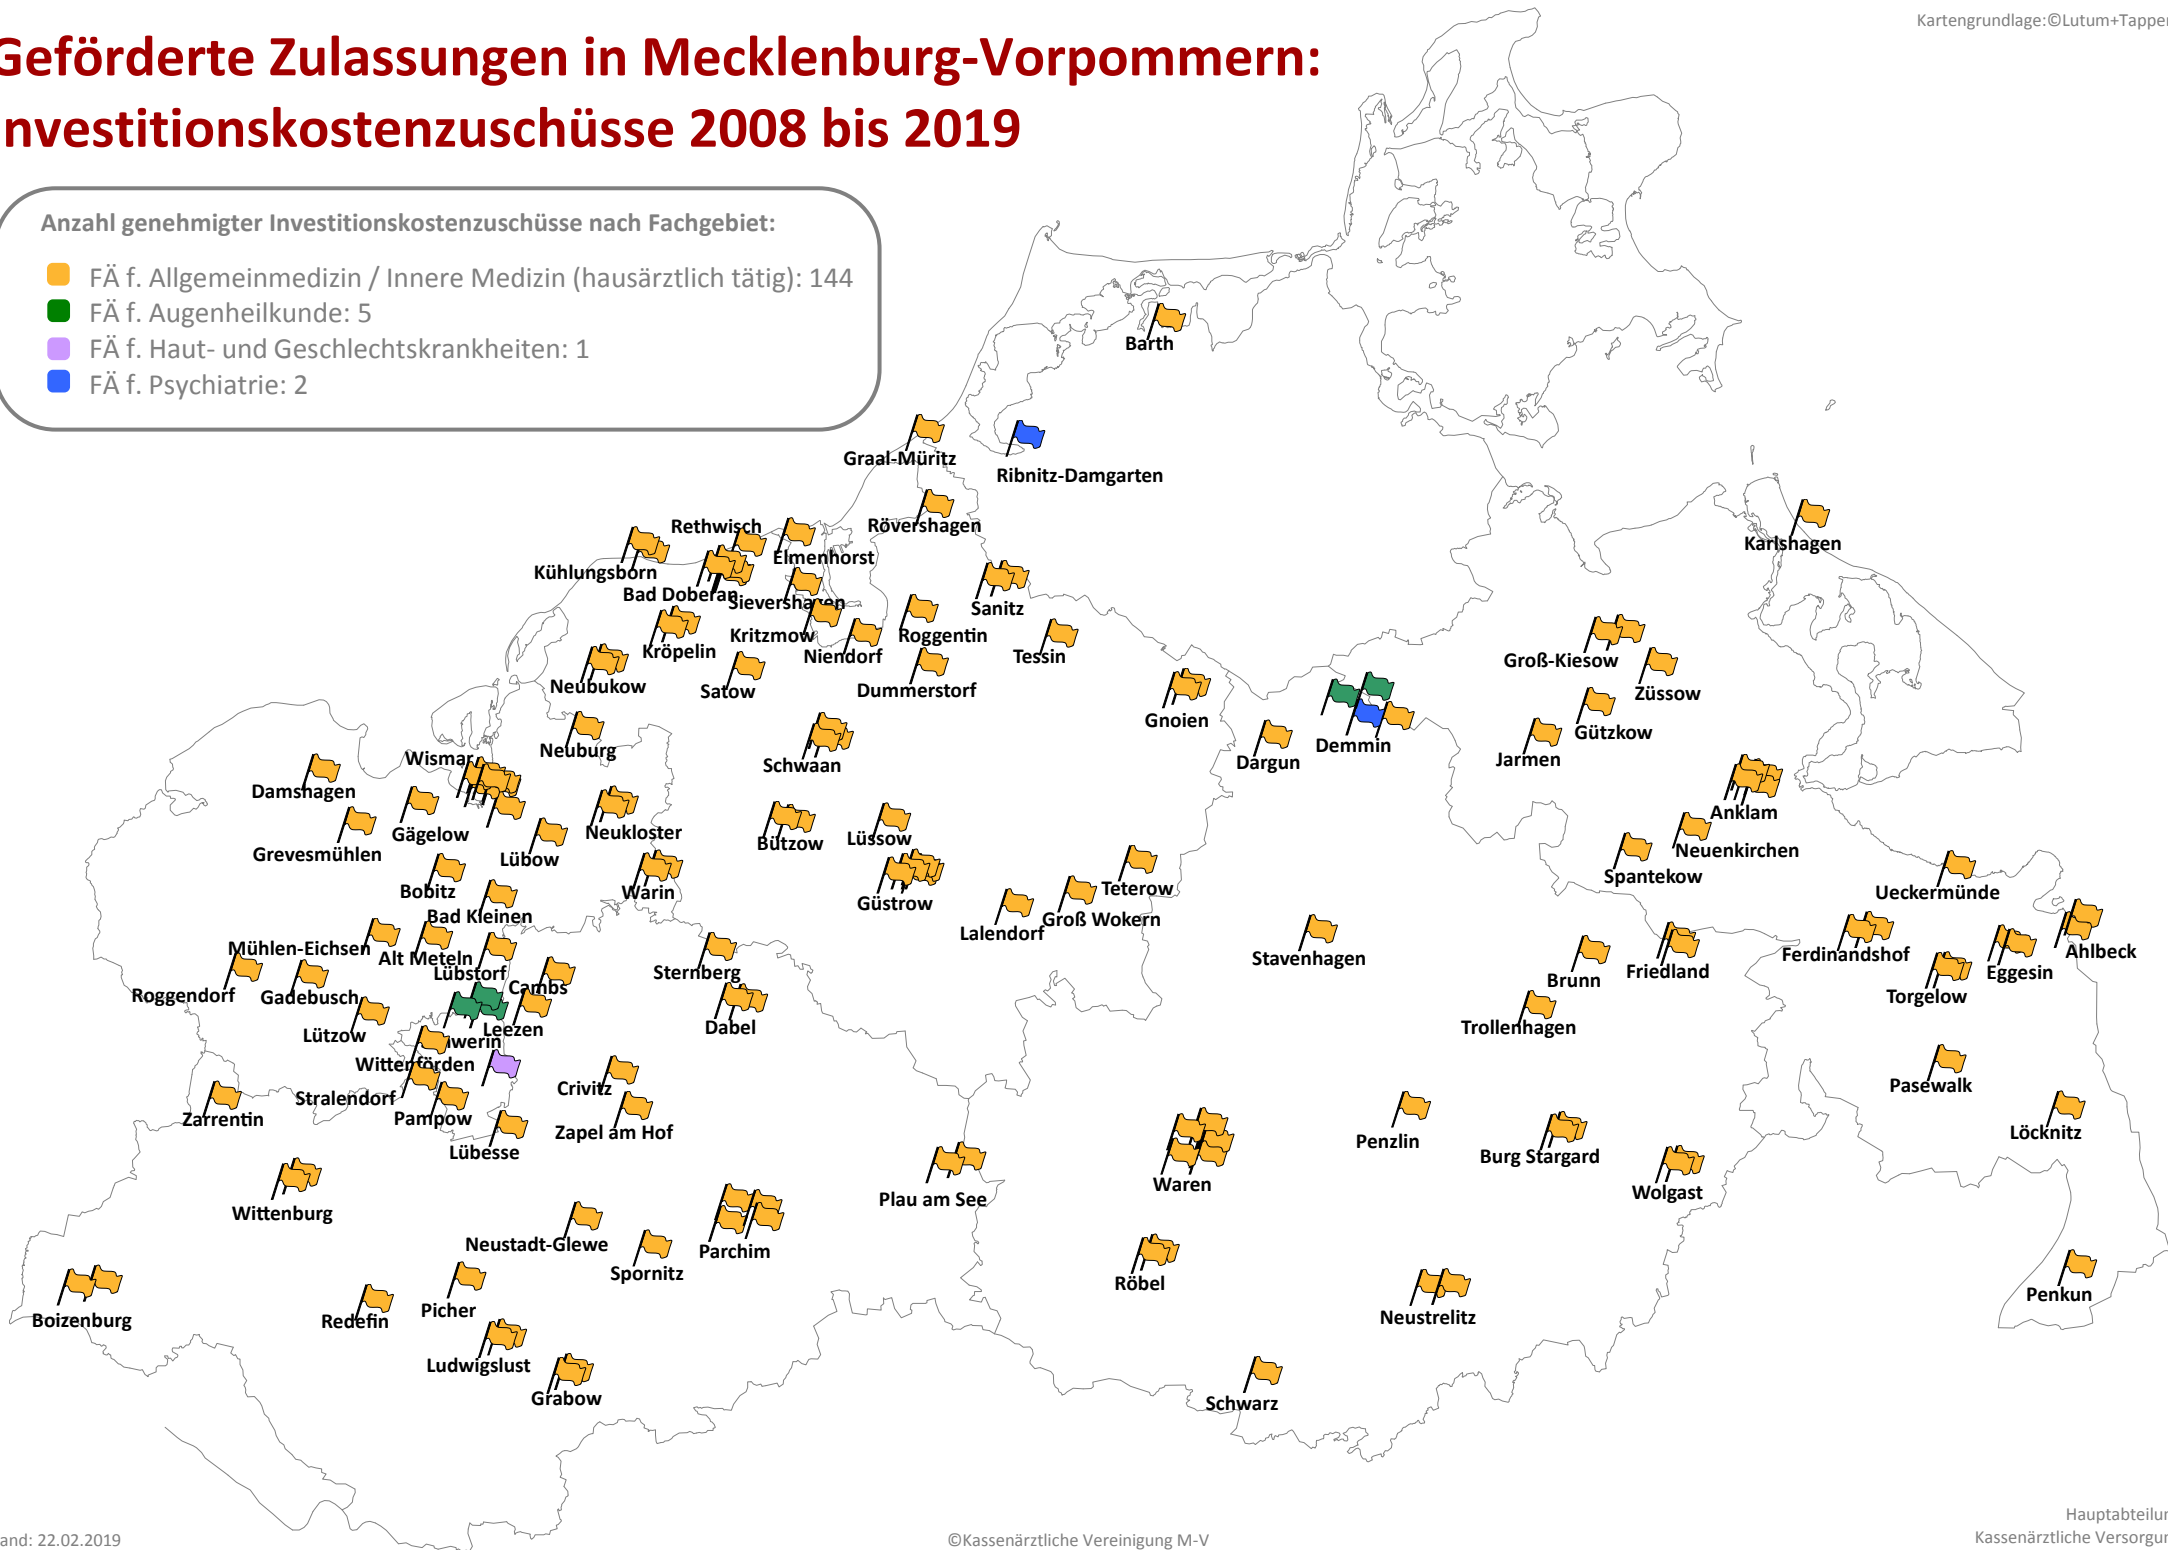 Kartengrundlage:©Lutum+Tappert
Geförderte Zulassungen in Mecklenburg-Vorpommern:
nvestitionskostenzuschüsse 2008 bis 2019
Anzahl genehmigter Investitionskostenzuschüsse nach Fachgebiet:
FÄ f. Allgemeinmedizin / Innere Medizin (hausärztlich tätig): 144
FÄ f. Augenheilkunde: 5
FÄ f. Haut- und Geschlechtskrankheiten: 1
FÄ f. Psychiatrie: 2
Barth
Graal-Müritz
Ribnitz-Damgarten
Rövershagen
Rethwisch
Elmenhorst
Karlshagen
Kühlungsborn
Bad Doberan
Sievershagen
Sanitz
Kritzmow
Roggentin
Kröpelin
Niendorf
Tessin
Groß-Kiesow
Neubukow
Satow
Dummerstorf
Züssow
Gnoien
Gützkow
Neuburg
Demmin
Wismar
Schwaan
Dargun
Jarmen
Damshagen
Anklam
Gägelow
Neukloster
Bützow
Lüssow
Grevesmühlen
Lübow
Neuenkirchen
Spantekow
Bobitz
Warin
Teterow
Ueckermünde
Güstrow
Bad Kleinen
Groß Wokern
Lalendorf
Mühlen-Eichsen
Alt Meteln
Stavenhagen
Ferdinandshof
Ahlbeck
Lübstorf
Sternberg
Friedland
Eggesin
Brunn
Cambs
Roggendorf
Gadebusch
Torgelow
Leezen
Dabel
Trollenhagen
Lützow
werin
Wittenförden
Crivitz
Pasewalk
Stralendorf
Zarrentin
Pampow
Zapel am Hof
Löcknitz
Penzlin
Lübesse
Burg Stargard
Waren
Wolgast
Plau am See
Wittenburg
Neustadt-Glewe
Parchim
Spornitz
Röbel
Penkun
Picher
Boizenburg
Redefin
Neustrelitz
Ludwigslust
Grabow
Schwarz
and: 22.02.2019
©Kassenärztliche Vereinigung M-V
Hauptabteilun
Kassenärztliche Versorgun